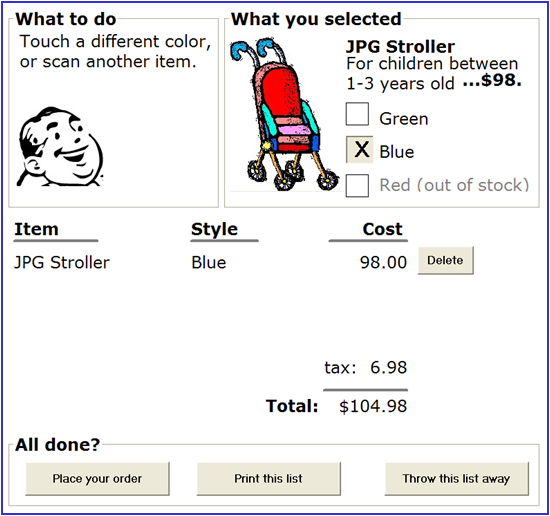 What to do
Touch a different color,
or scan another item.
What you selected
JPG Stroller
For children between
1-3 years old ...$98.
Green
X Blue
Red (out of stock)
Item Style Cost
JPG Stroller Blue 98.00 Delete
tax: 6.98
Total: $104.98
All done?
Place your order Print this list Throw this list away